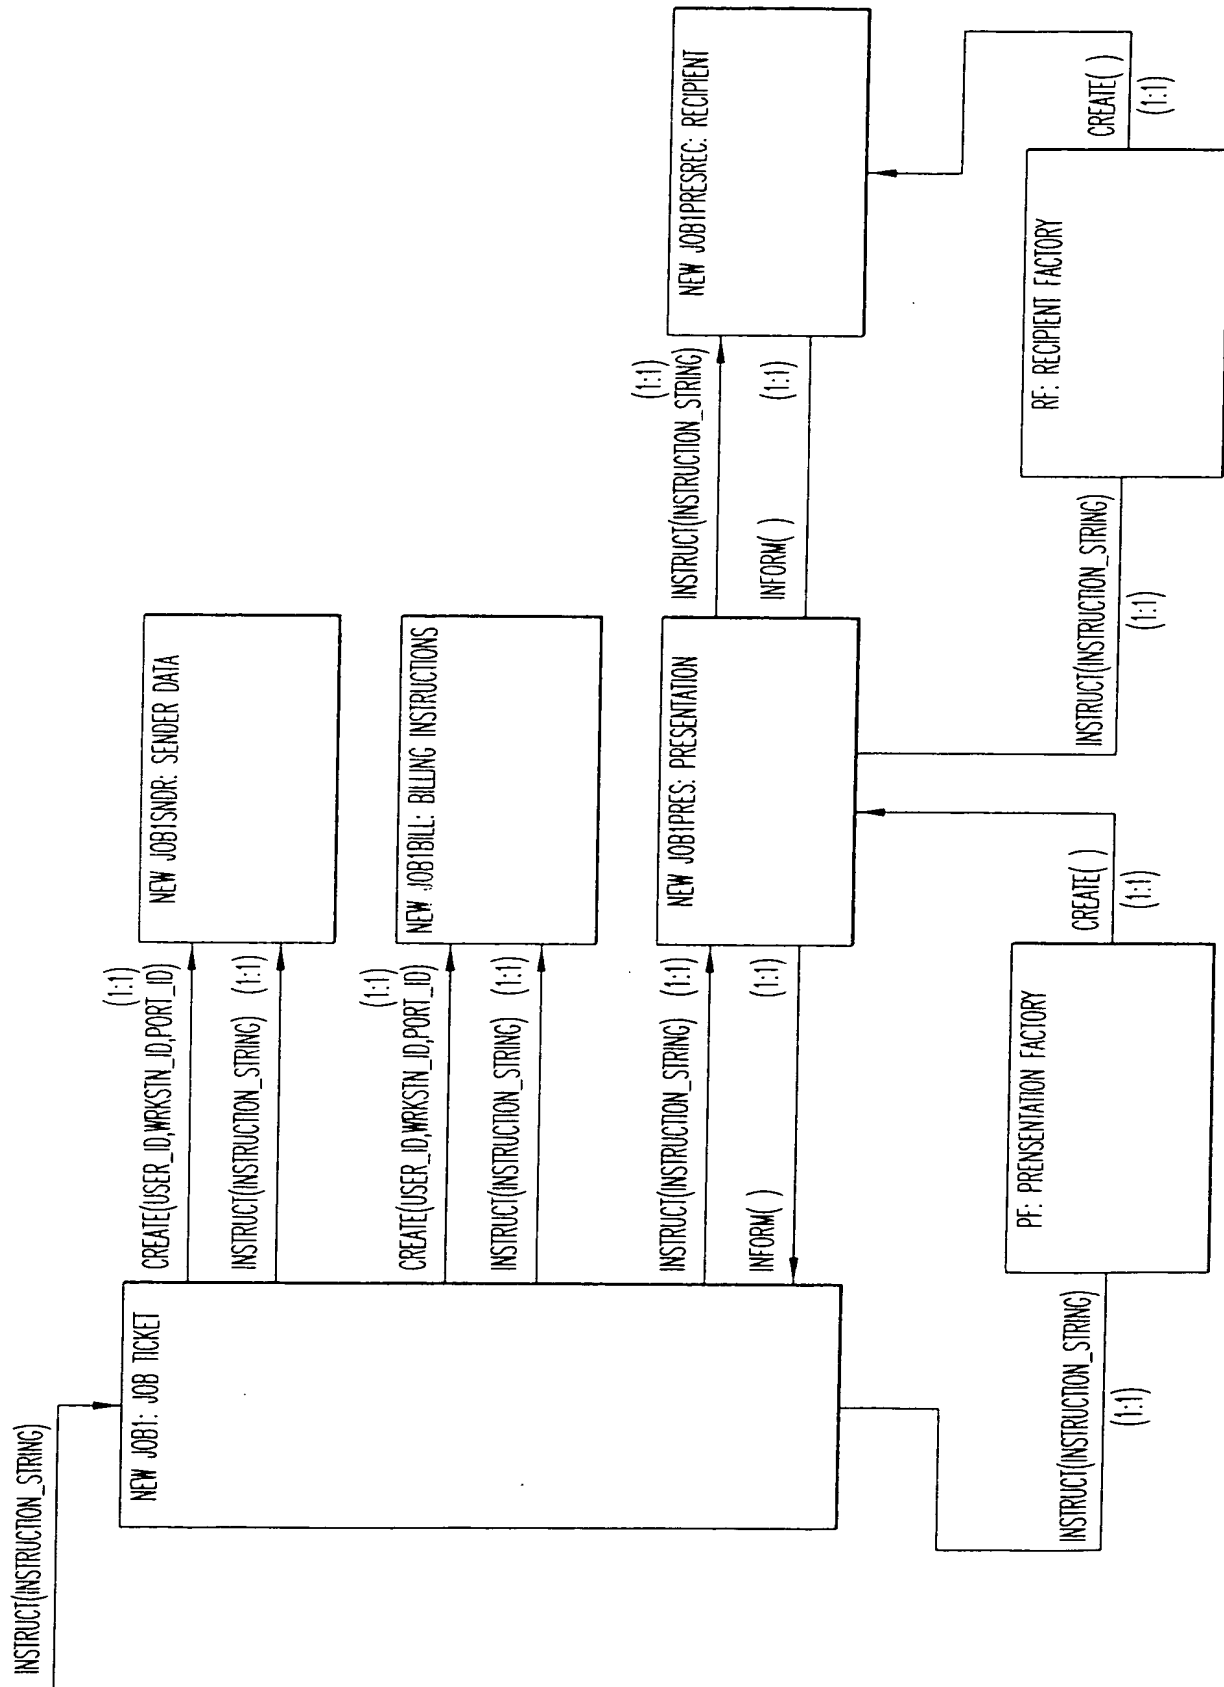 INSTRUCT(INSTRUCTION_STRING)
NEW JOB1: JOB TICKET
CREATE(USER_ID,WRKSTN_ID,PORT_ID)
(1:1)
INSTRUCT(INSTRUCTION_STRING) (1:1)
NEW JOB1SNDR: SENDER DATA
CREATE(USER_ID,WRKSTN_ID,PORT_ID)
(1:1)
INSTRUCT(INSTRUCTION_STRING) (1:1)
NEW JOB1BILL: BILLING INSTRUCTIONS
INSTRUCT(INSTRUCTION_STRING) (1:1)
INFORM( ) (1:1)
NEW JOB1PRES: PRESENTATION
(1:1)
INSTRUCT(INSTRUCTION_STRING)
INFORM( ) (1:1)
NEW JOB1PRESREC: RECIPIENT
INSTRUCT(INSTRUCTION_STRING)
(1:1)
PF: PRENSENTATION FACTORY
CREATE( )
(1:1)
INSTRUCT(INSTRUCTION_STRING)
(1:1)
RF: RECIPIENT FACTORY
CREATE( )
(1:1)